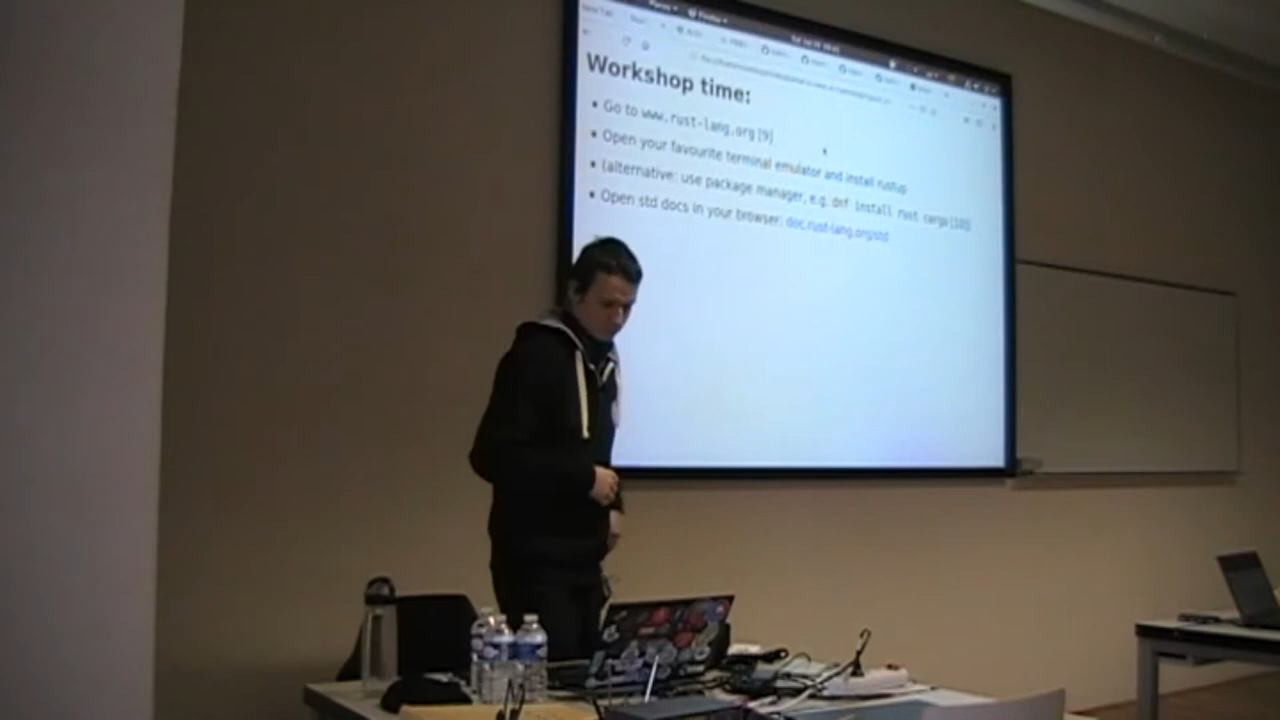 Workshop time:
Go to www.rust-lang.org [9]
Open your favourite terminal emulator and install rustup
(alternative: use package manager, e.g. dnf install rust cargo [10])
Open std docs in your browser: doc.rust-lang.org/std